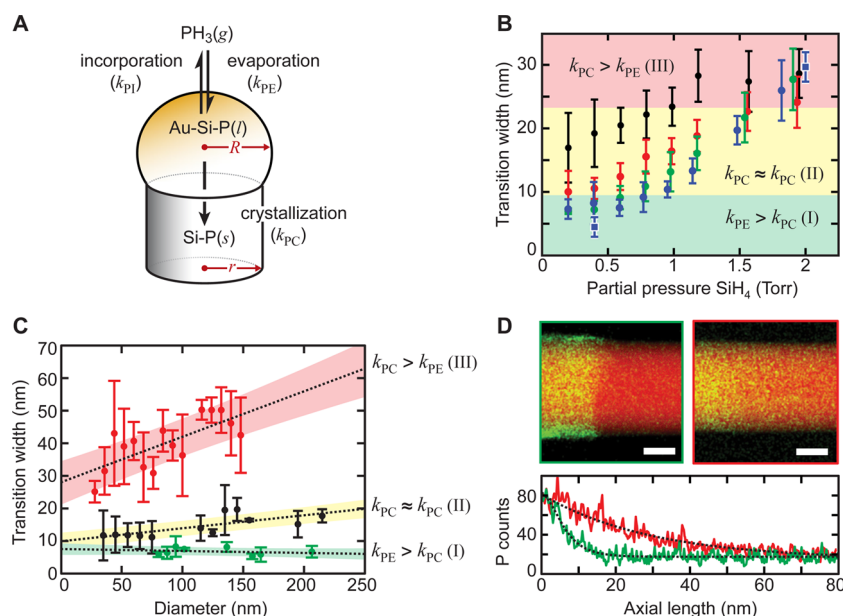 A
PH3(g)
incorporation
(kPI)
evaporation
(kPE)
Au-Si-P(l)
R
crystallization
(kPC)
Si-P(s)
r
B
Transition width (nm)
50
40
30
20
10
0
kPC > kPE (III)
kPC ≈ kPC (II)
kPE > kPC (I)
0 0.5 1 1.5 2
Partial pressure SiH4 (Torr)
C
Transition width (nm)
70
60
50
40
30
20
10
0
0 50 100 150 200 250
Diameter (nm)
kPC > kPE (III)
kPC ≈ kPC (II)
kPE > kPC (I)
D
P counts
80
40
0
0 20 40 60 80
Axial length (nm)